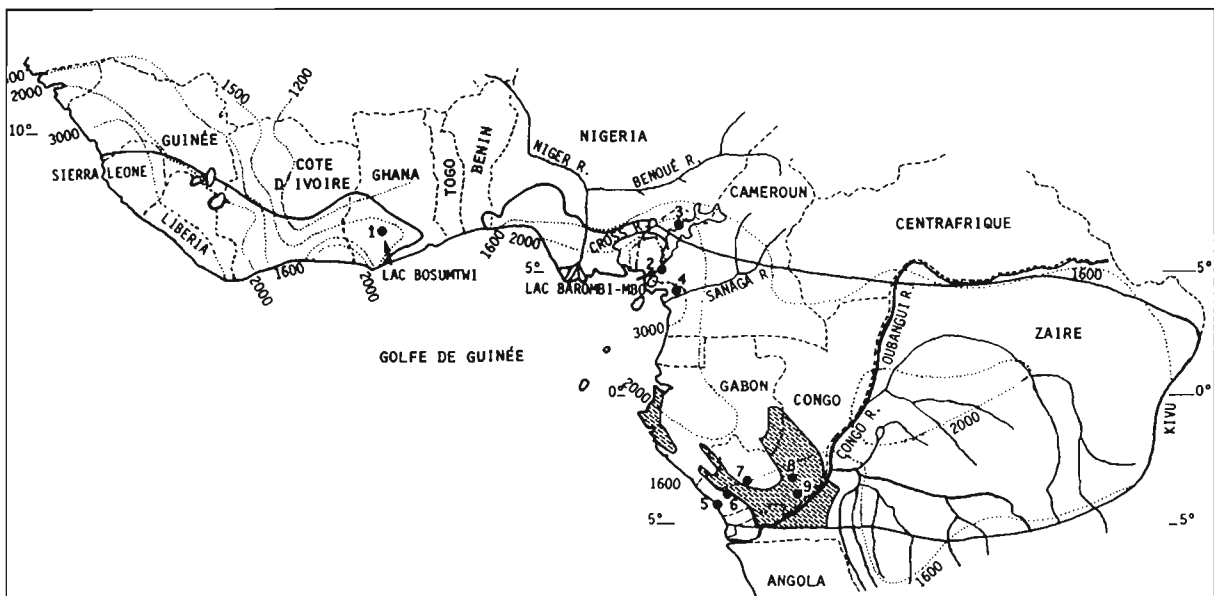 1500
1200
00
2000
10°
3000
GUINÉE
NIGERIA
SIERRA LEONE
CÔTE
D'IVOIRE
GHANA
TOGO
BENIN
NIGER R.
BENOUÉ R.
CAMEROUN
CENTRAFRIQUE
LIBERIA
1
3
CROSS R.
1600
2000
2000
1600
2000
LAC BOSUMTWI
5°
2
LAC BAROMBI-MBO
4
SANAGA R.
1600
5°
3000
OUBANGUI R.
ZAIRE
GOLFE DE GUINÉE
0°
2000
GABON
CONGO
CONGO R.
2000
0°
KIVU
1600
7
8
9
5
6
5°
5°
1600
ANGOLA